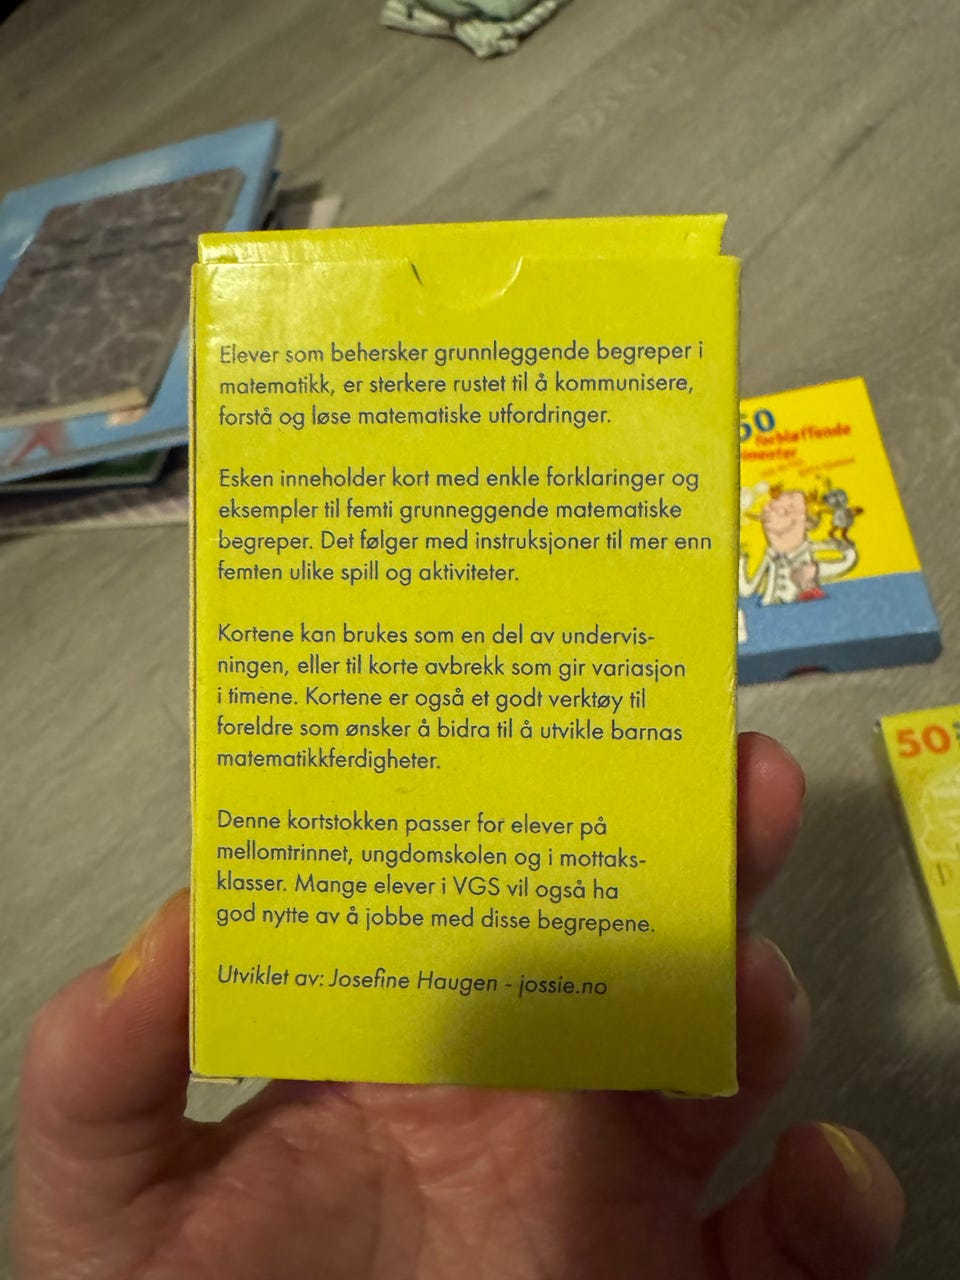 Elever som behersker grunnleggende begreper i
matematikk, er sterkere rustet til å kommunisere,
forstå og løse matematiske utfordringer.
Esken inneholder kort med enkle forklaringer og
eksempler til femti grunneggende matematiske
begreper. Det følger med instruksjoner til mer enn
femten ulike spill og aktiviteter.
Kortene kan brukes som en del av undervis-
ningen, eller til korte avbrekk som gir variasjon
i timene. Kortene er også et godt verktøy til
foreldre som ønsker å bidra til å utvikle barnas
matematikkferdigheter.
Denne kortstokken passer for elever på
mellomtrinnet, ungdomskolen og i mottaks-
klasser. Mange elever i VGS vil også ha
god nytte av å jobbe med disse begrepene.
Utviklet av: Josefine Haugen - jossie.no
50
forbløffende
50